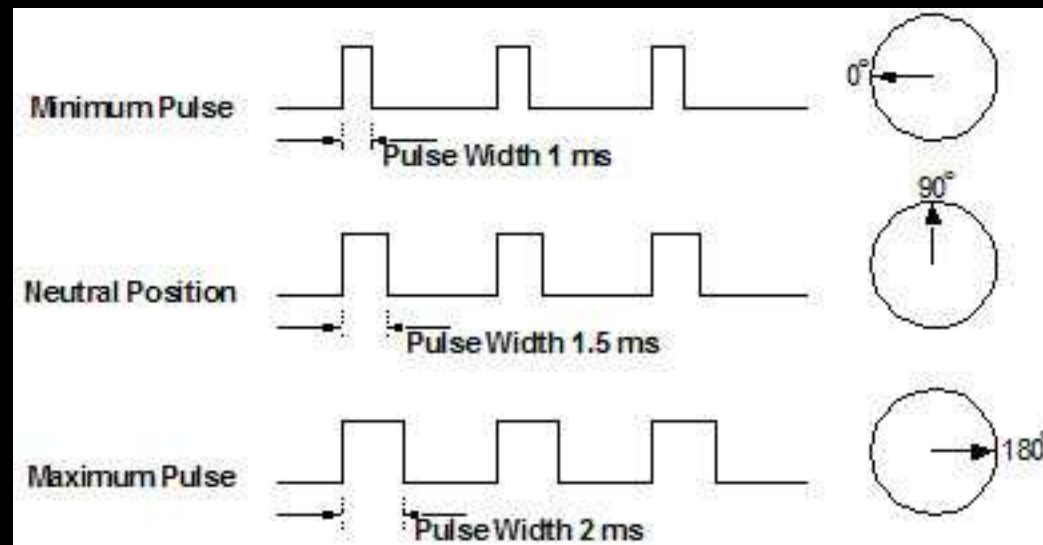 Minimum Pulse
Pulse Width 1 ms
0°
Neutral Position
Pulse Width 1.5 ms
90°
Maximum Pulse
Pulse Width 2 ms
180°